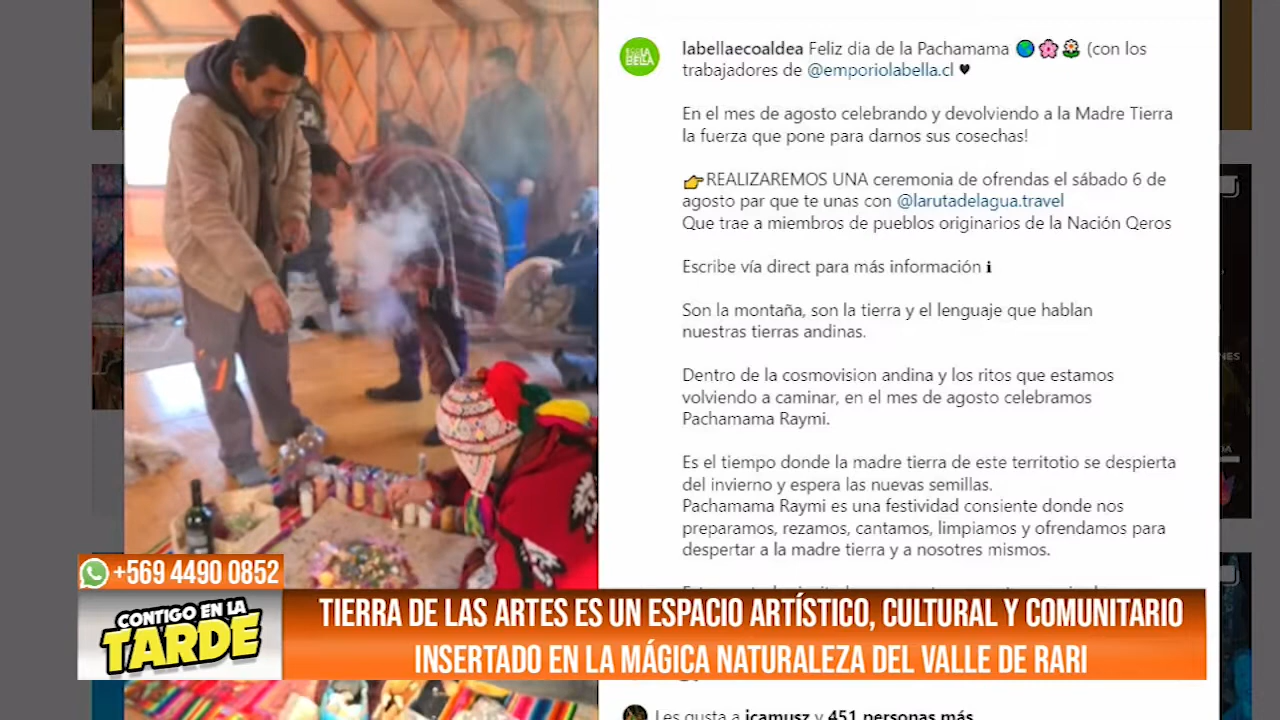 labellaecoaldea Feliz dia de la Pachamama 🌎🌸🌼 (con los
trabajadores de @emporiolabella.cl ♥
En el mes de agosto celebrando y devolviendo a la Madre Tierra
la fuerza que pone para darnos sus cosechas!
👉REALIZAREMOS UNA ceremonia de ofrendas el sábado 6 de
agosto par que te unas con @larutadelagua.travel
Que trae a miembros de pueblos originarios de la Nación Qeros
Escribe vía direct para más información ℹ
Son la montaña, son la tierra y el lenguaje que hablan
nuestras tierras andinas.
Dentro de la cosmovision andina y los ritos que estamos
volviendo a caminar, en el mes de agosto celebramos
Pachamama Raymi.
Es el tiempo donde la madre tierra de este territotio se despierta
del invierno y espera las nuevas semillas.
Pachamama Raymi es una festividad consiente donde nos
preparamos, rezamos, cantamos, limpiamos y ofrendamos para
despertar a la madre tierra y a nosotres mismos.
+569 4490 0852
CONTIGO EN LA
TARDE
TIERRA DE LAS ARTES ES UN ESPACIO ARTÍSTICO, CULTURAL Y COMUNITARIO
INSERTADO EN LA MÁGICA NATURALEZA DEL VALLE DE RARI
Les gusta a jcamusz y 451 personas más